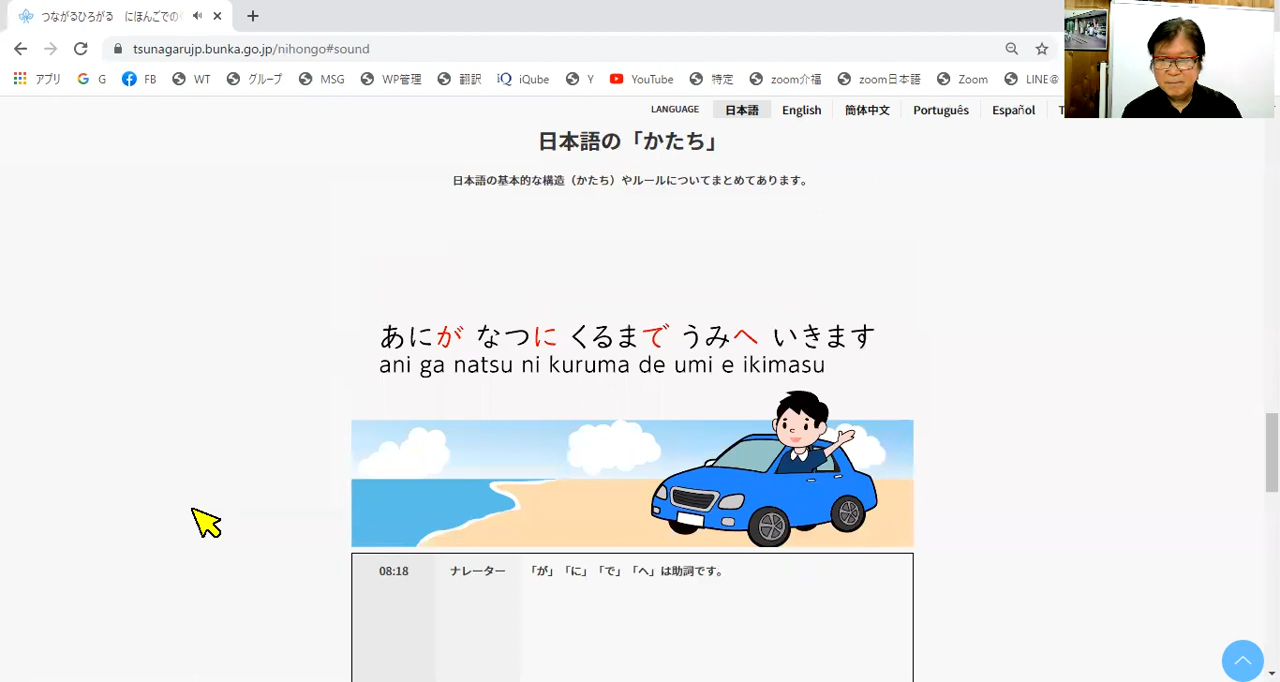 つながるひろがる にほんごでの
tsunagarujp.bunka.go.jp/nihongo#sound
アプリ G FB WT グループ MSG WP管理 翻訳 iQube Y YouTube 特定 zoom介福 zoom日本語 Zoom LINE@
LANGUAGE 日本語 English 简体中文 Português Español
日本語の「かたち」
日本語の基本的な構造（かたち）やルールについてまとめてあります。
あにが なつに くるまで うみへ いきます
ani ga natsu ni kuruma de umi e ikimasu
08:18 ナレーター 「が」「に」「で」「へ」は助詞です。